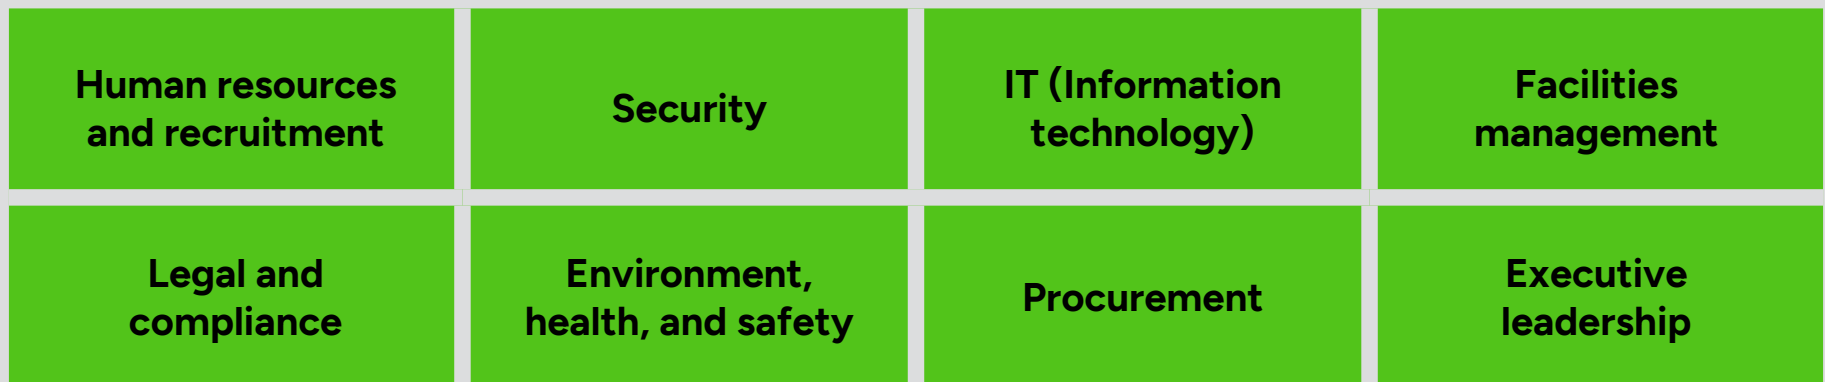 Human resources
and recruitment
Security
IT (Information
technology)
Facilities
management
Legal and
compliance
Environment,
health, and safety
Procurement
Executive
leadership